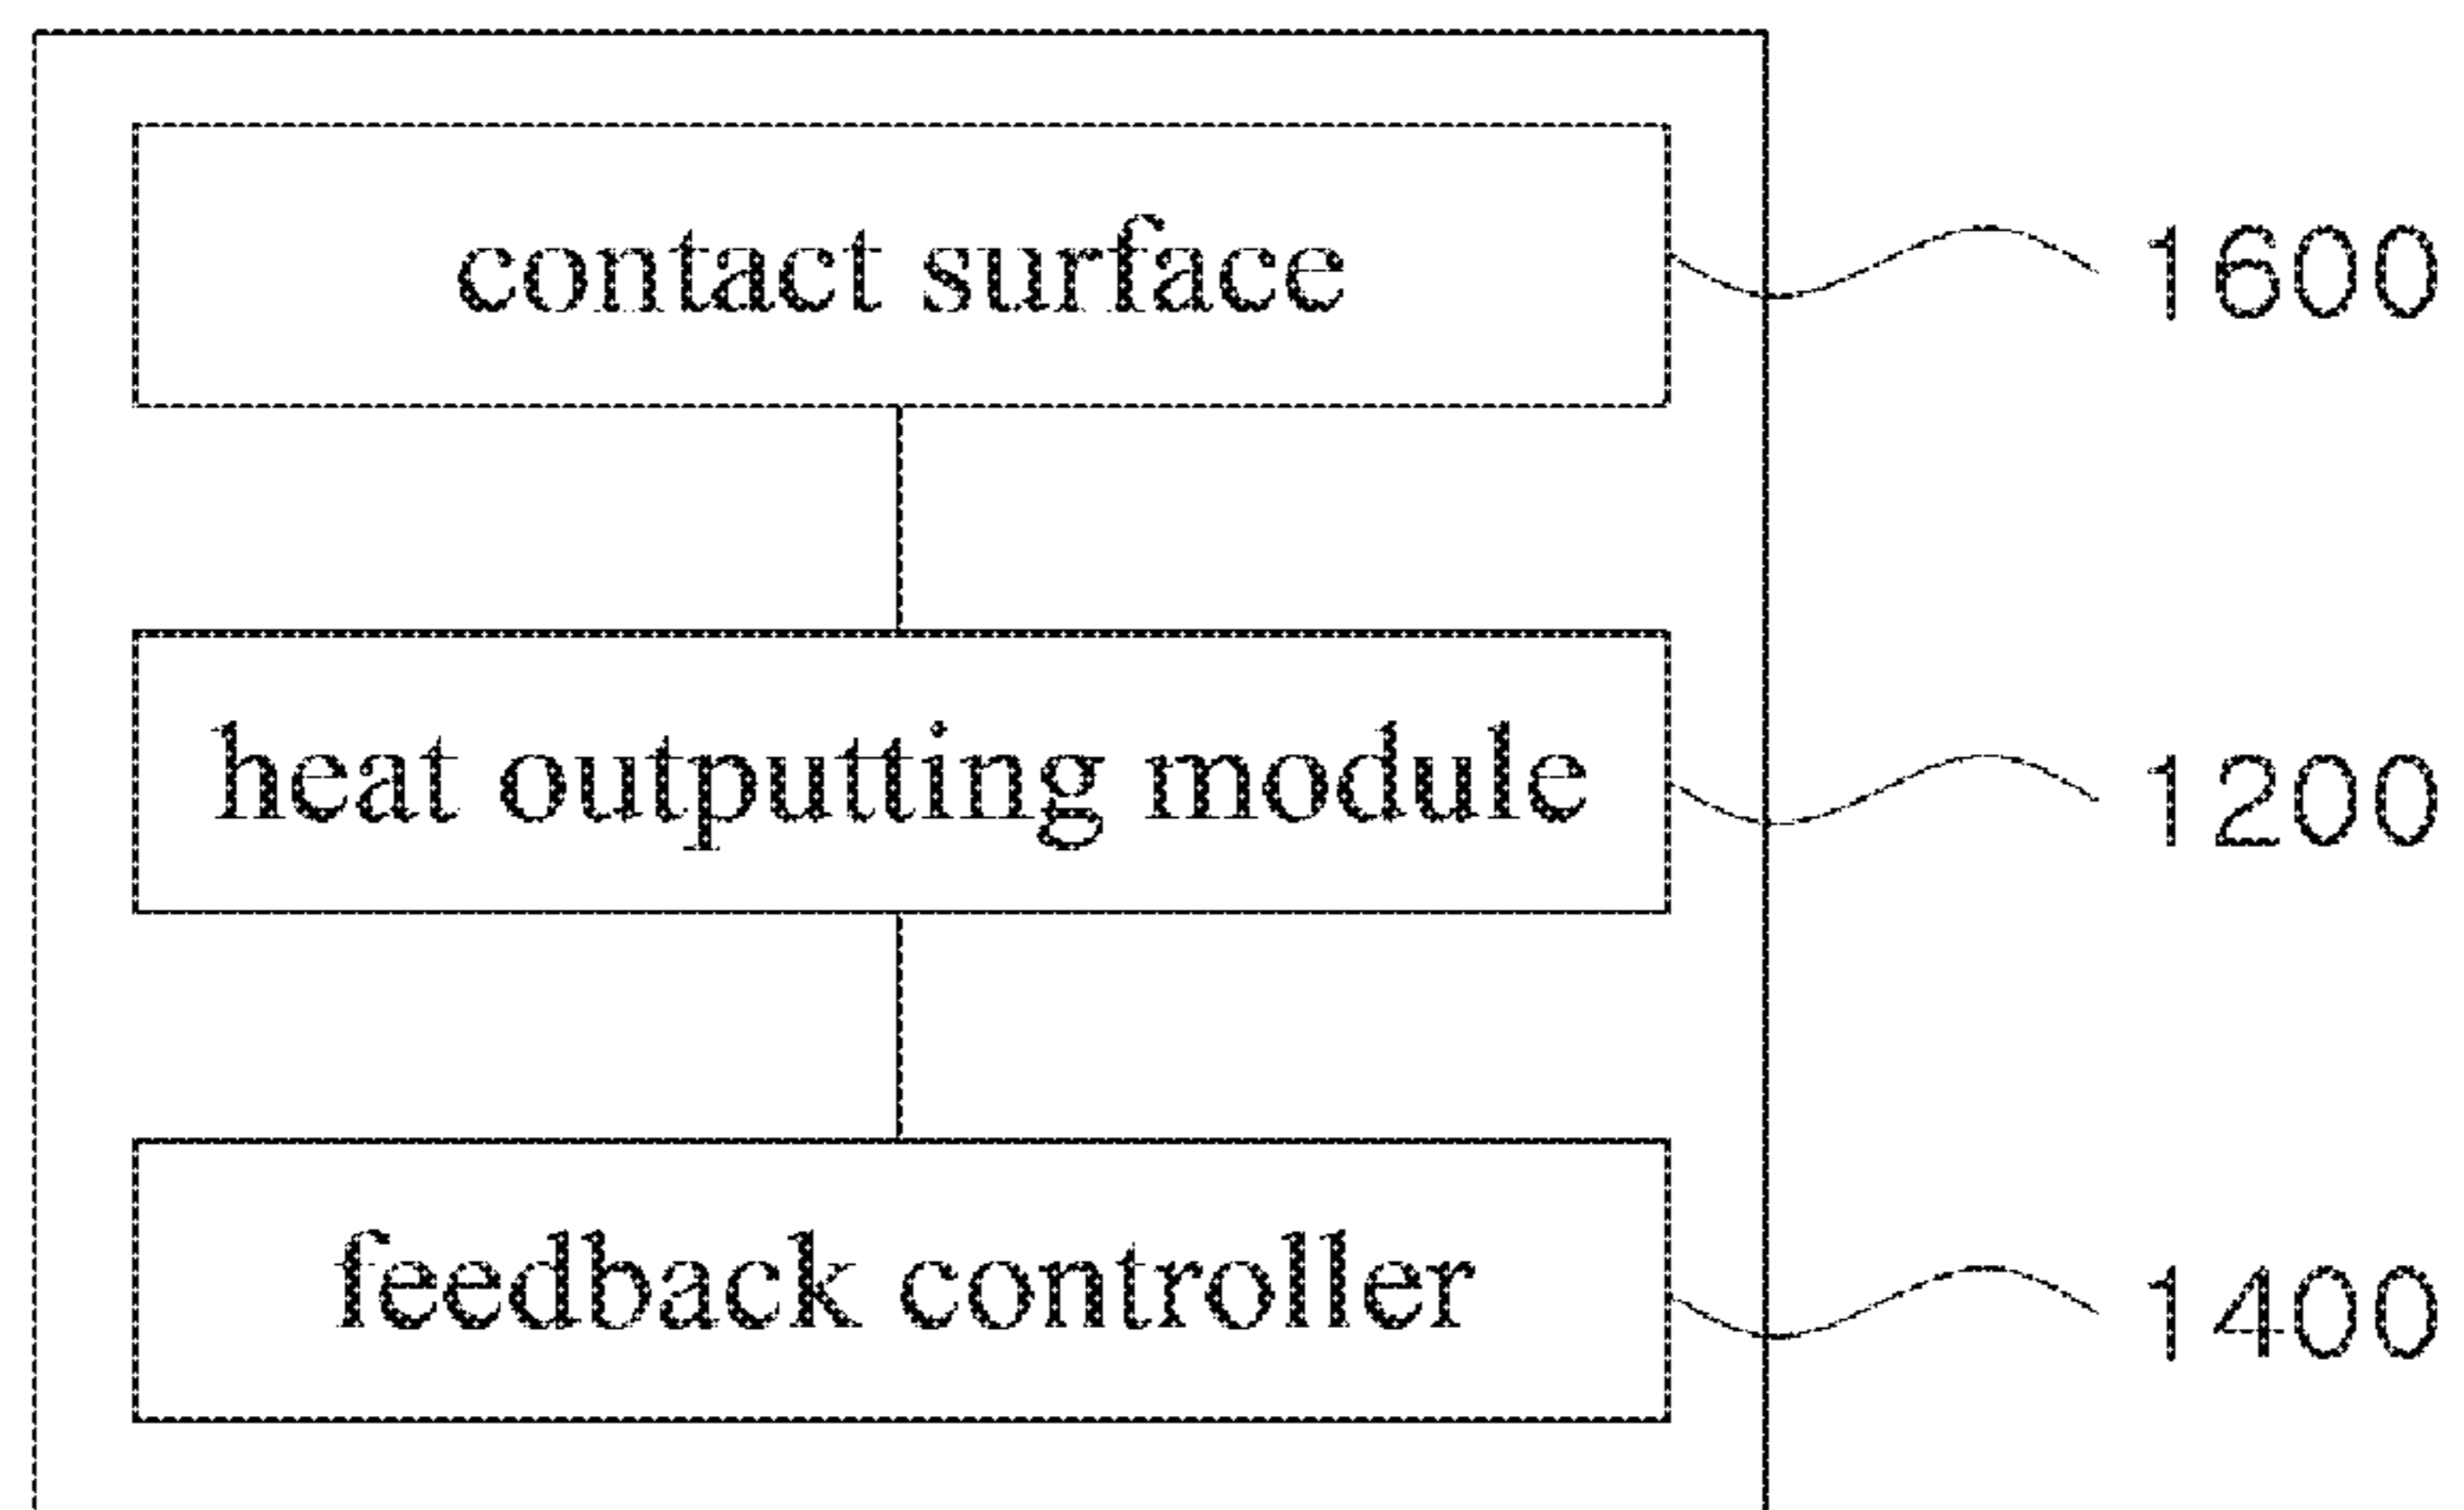 contact surface 1600
heat outputting module 1200
feedback controller 1400